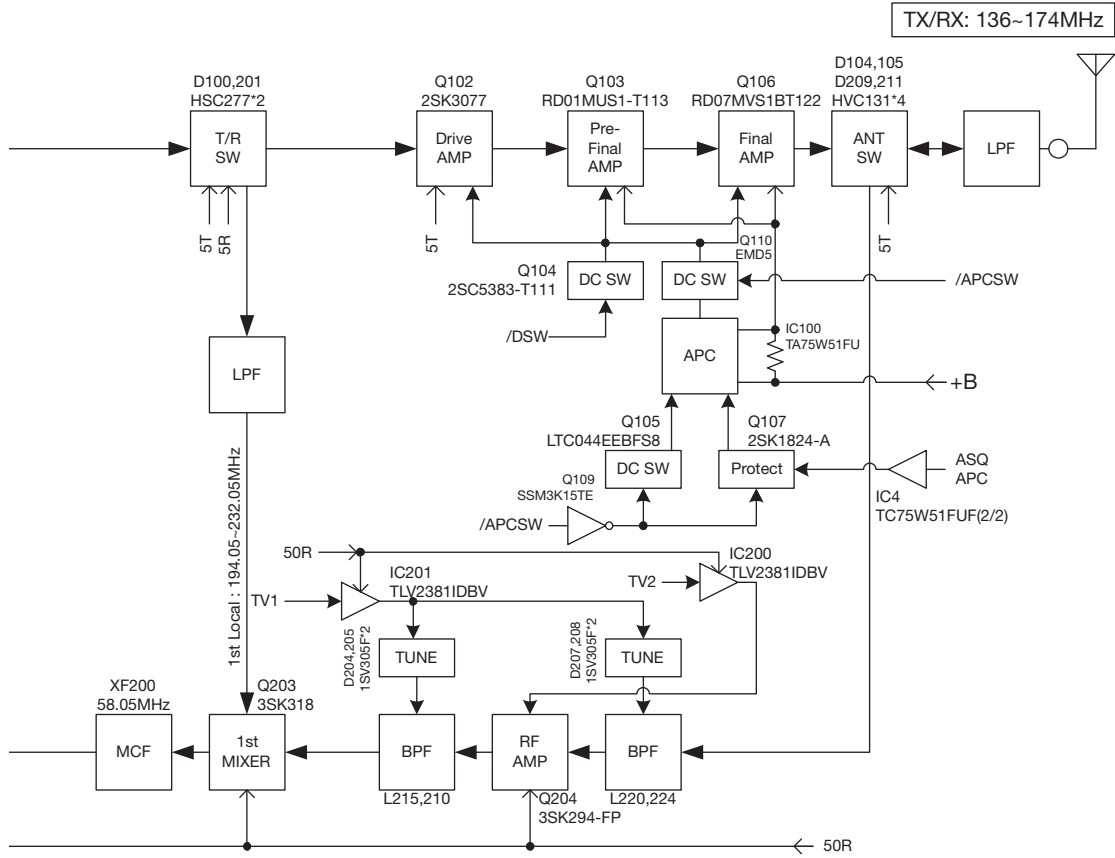 TX/RX: 136~174MHz
D100,201
HSC277*2
T/R
SW
5T
5R
Q102
2SK3077
Drive
AMP
5T
Q103
RD01MUS1-T113
Pre-
Final
AMP
Q106
RD07MVS1BT122
Final
AMP
D104,105
D209,211
HVC131*4
ANT
SW
5T
LPF
Q104
2SC5383-T111
DC SW
/DSW
Q110
EMD5
DC SW
/APCSW
APC
IC100
TA75W51FU
+B
LPF
1st Local : 194.05~232.05MHz
Q105
LTC044EEBFS8
DC SW
Q107
2SK1824-A
Protect
ASQ
APC
IC4
TC75W51FUF(2/2)
Q109
SSM3K15TE
/APCSW
50R
IC201
TLV2381IDBV
TV1
IC200
TLV2381IDBV
TV2
D204,205
1SV305F*2
TUNE
D207,208
1SV305F*2
TUNE
XF200
58.05MHz
MCF
Q203
3SK318
1st
MIXER
BPF
L215,210
RF
AMP
Q204
3SK294-FP
BPF
L220,224
50R